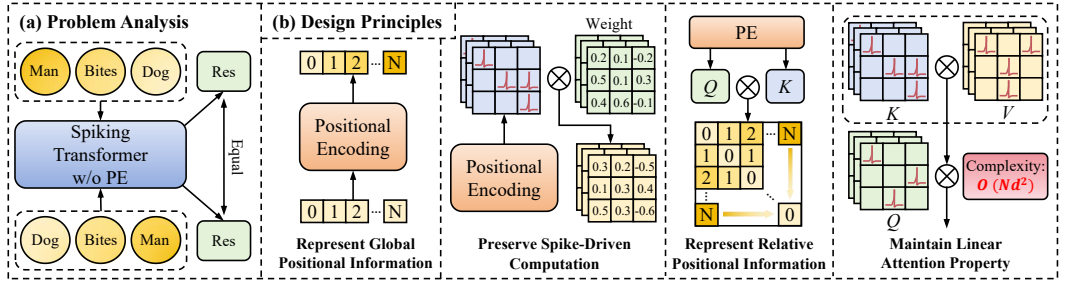 (a) Problem Analysis
Man Bites Dog
Res
Spiking
Transformer
w/o PE
Equal
Dog Bites Man
Res
(b) Design Principles
0 1 2 ... N
Positional
Encoding
0 1 2 ... N
Represent Global
Positional Information
Weight
0.2 0.1 -0.2
0.5 0.1 0.3
0.4 0.6 -0.1
Positional
Encoding
0.3 0.2 -0.5
0.1 0.3 0.4
0.5 0.3 -0.6
Preserve Spike-Driven
Computation
PE
Q K
0 1 2 ... N
1 0 1
2 1 0
... ...
N 0
Represent Relative
Positional Information
K V
Q
Complexity:
O (Nd²)
Maintain Linear
Attention Property